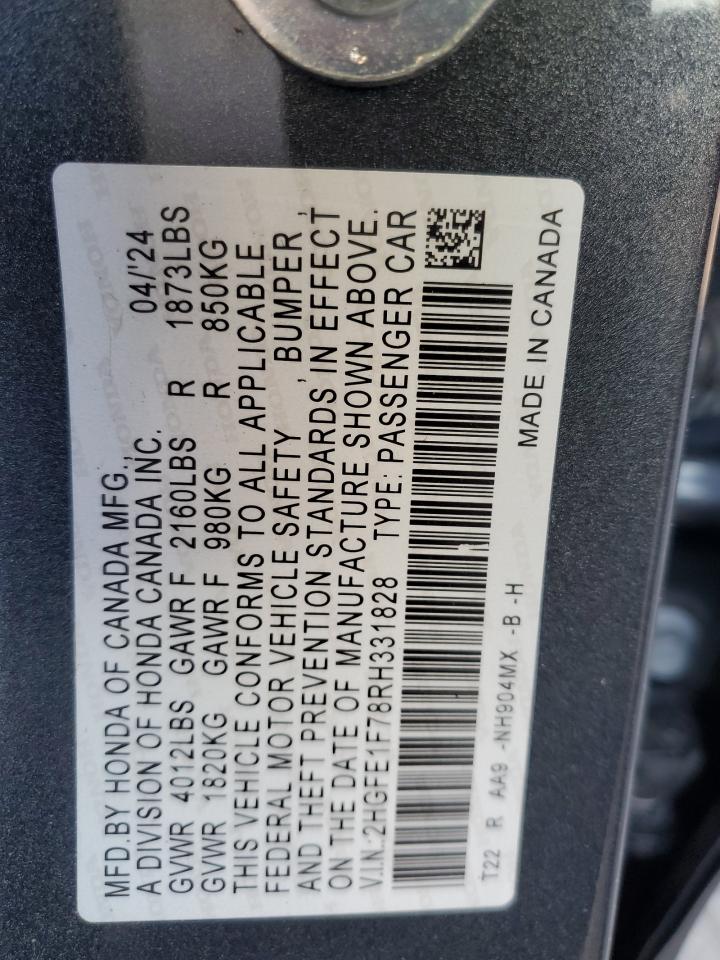 MFD.BY HONDA OF CANADA MFG.,
A DIVISION OF HONDA CANADA INC. 04/'24
GVWR 4012LBS GAWR F 2160LBS R 1873LBS
GVWR 1820KG GAWR F 980KG R 850KG
THIS VEHICLE CONFORMS TO ALL APPLICABLE
FEDERAL MOTOR VEHICLE SAFETY , BUMPER ,
AND THEFT PREVENTION STANDARDS IN EFFECT
ON THE DATE OF MANUFACTURE SHOWN ABOVE.
V.I.N.:2HGFE1F78RH331828 TYPE: PASSENGER CAR
MADE IN CANADA
T22 R AA9 -NH904MX -B -H